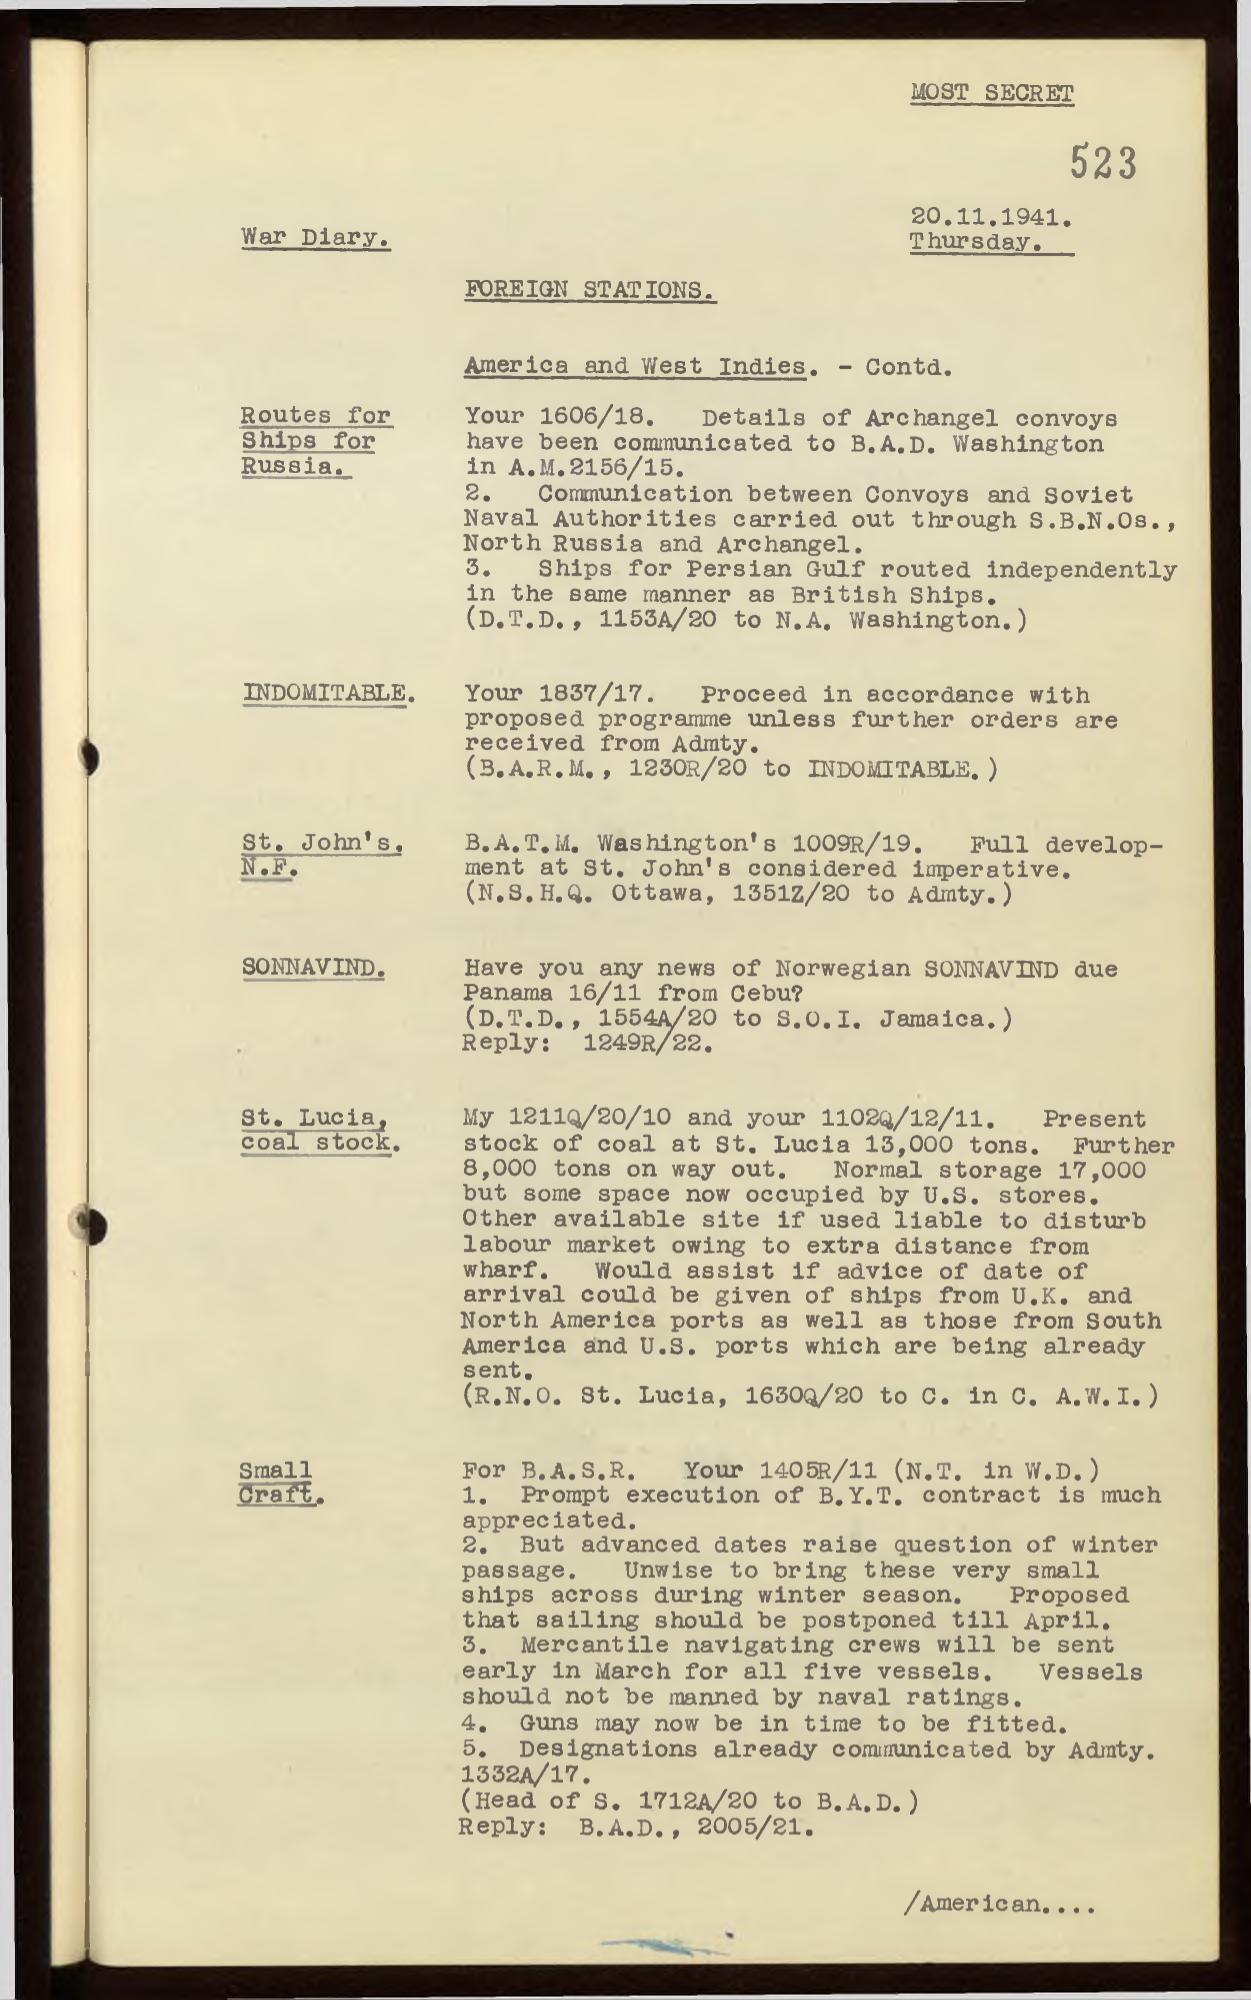 MOST SECRET
523
20.11.1941.
War Diary.
Thursday.
FOREIGN STATIONS.
America and West Indies. - Contd.
Routes for
Ships for
Russia.
Your 1606/18. Details of Archangel convoys
have been communicated to B.A.D. Washington
in A.M.2156/15.
2. Communication between Convoys and Soviet
Naval Authorities carried out through S.B.N.Os.,
North Russia and Archangel.
3. Ships for Persian Gulf routed independently
in the same manner as British Ships.
(D.T.D., 1153A/20 to N.A. Washington.)
INDOMITABLE.
Your 1837/17. Proceed in accordance with
proposed programme unless further orders are
received from Admty.
(B.A.R.M., 1230R/20 to INDOMITABLE.)
St. John's,
N.F.
B.A.T.M. Washington's 1009R/19. Full develop-
ment at St. John's considered imperative.
(N.S.H.Q. Ottawa, 1351Z/20 to Admty.)
SONNAVIND.
Have you any news of Norwegian SONNAVIND due
Panama 16/11 from Cebu?
(D.T.D., 1554A/20 to S.O.I. Jamaica.)
Reply: 1249R/22.
St. Lucia,
coal stock.
My 1211Q/20/10 and your 1102Q/12/11. Present
stock of coal at St. Lucia 13,000 tons. Further
8,000 tons on way out. Normal storage 17,000
but some space now occupied by U.S. stores.
Other available site if used liable to disturb
labour market owing to extra distance from
wharf. Would assist if advice of date of
arrival could be given of ships from U.K. and
North America ports as well as those from South
America and U.S. ports which are being already
sent.
(R.N.O. St. Lucia, 1630Q/20 to C. in C. A.W.I.)
Small
Craft.
For B.A.S.R. Your 1405R/11 (N.T. in W.D.)
1. Prompt execution of B.Y.T. contract is much
appreciated.
2. But advanced dates raise question of winter
passage. Unwise to bring these very small
ships across during winter season. Proposed
that sailing should be postponed till April.
3. Mercantile navigating crews will be sent
early in March for all five vessels. Vessels
should not be manned by naval ratings.
4. Guns may now be in time to be fitted.
5. Designations already communicated by Admty.
1332A/17.
(Head of S. 1712A/20 to B.A.D.)
Reply: B.A.D., 2005/21.
/American....